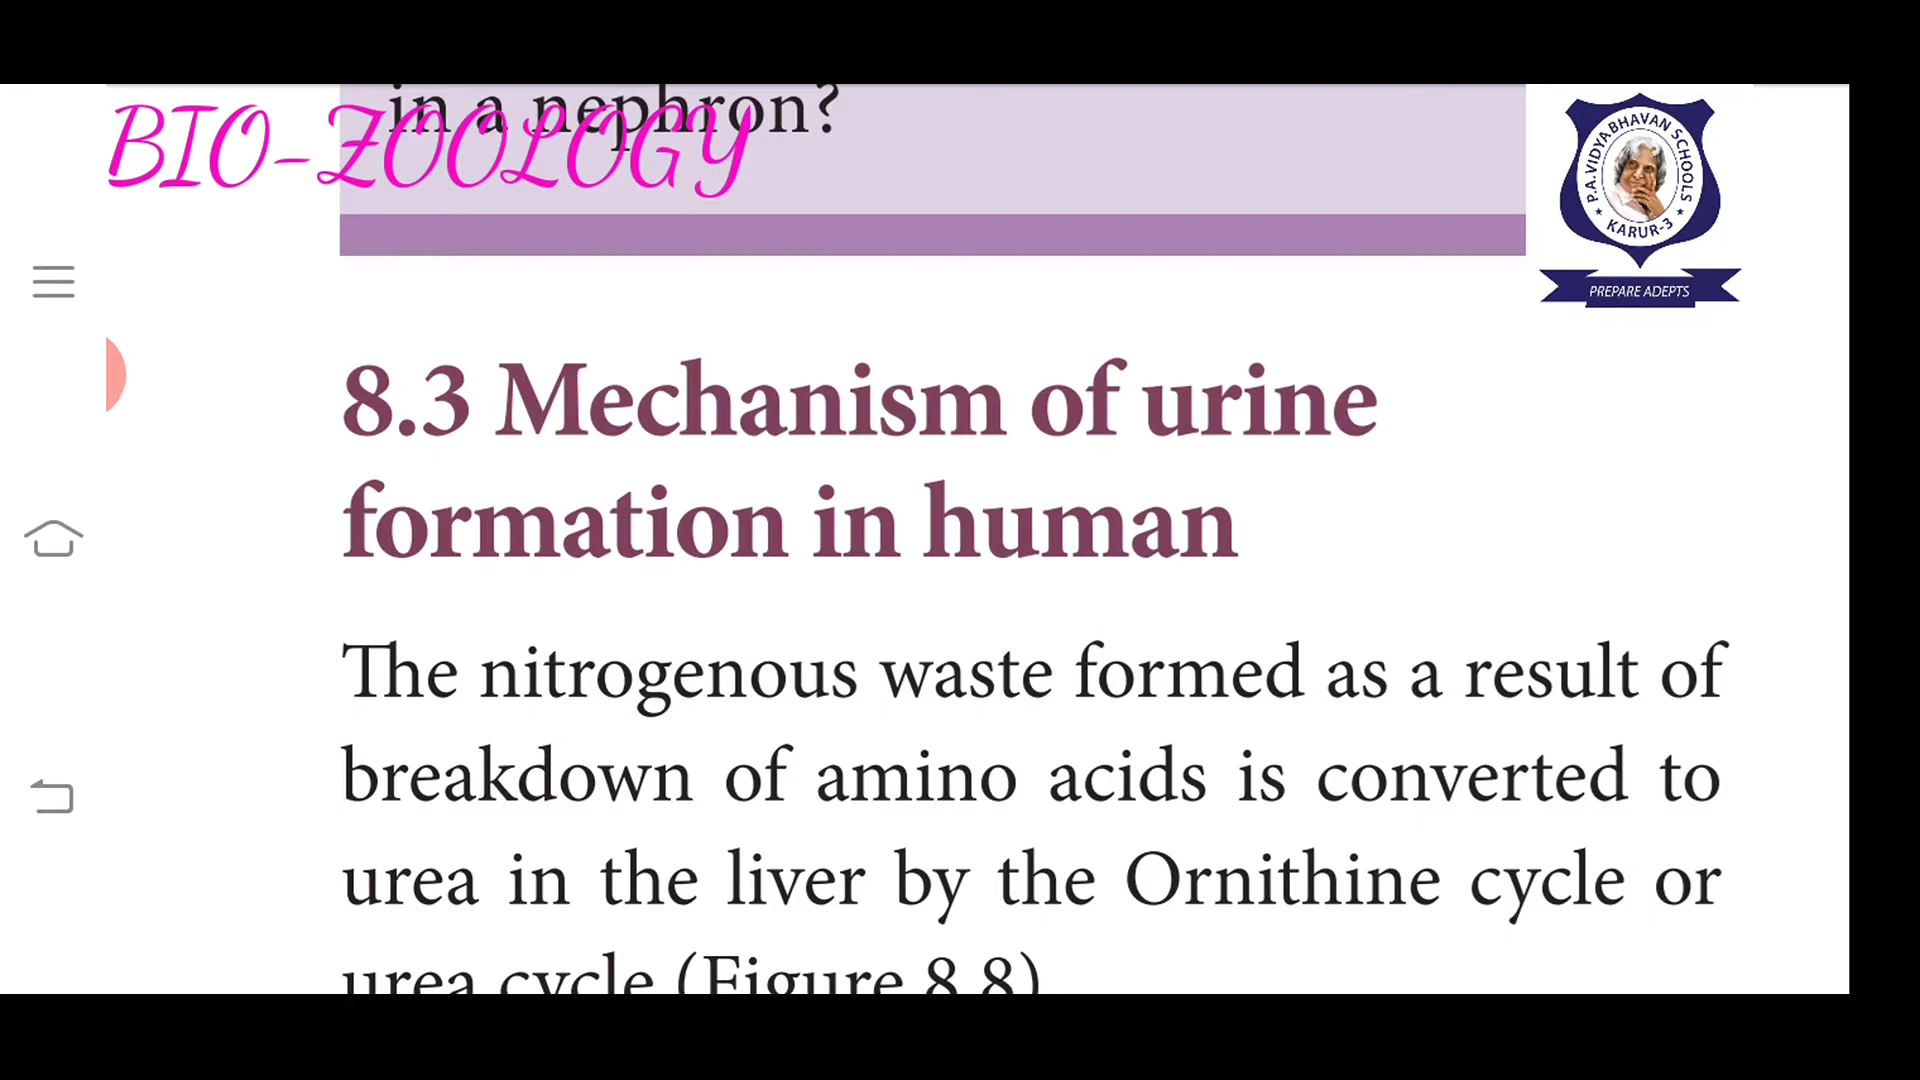 in a nephron?
BIO-ZOOLOGY
P.A.VIDYA BHAVAN SCHOOLS
KARUR-3
PREPARE ADEPTS
8.3 Mechanism of urine
formation in human
The nitrogenous waste formed as a result of
breakdown of amino acids is converted to
urea in the liver by the Ornithine cycle or
urea cycle (Figure 8.8)